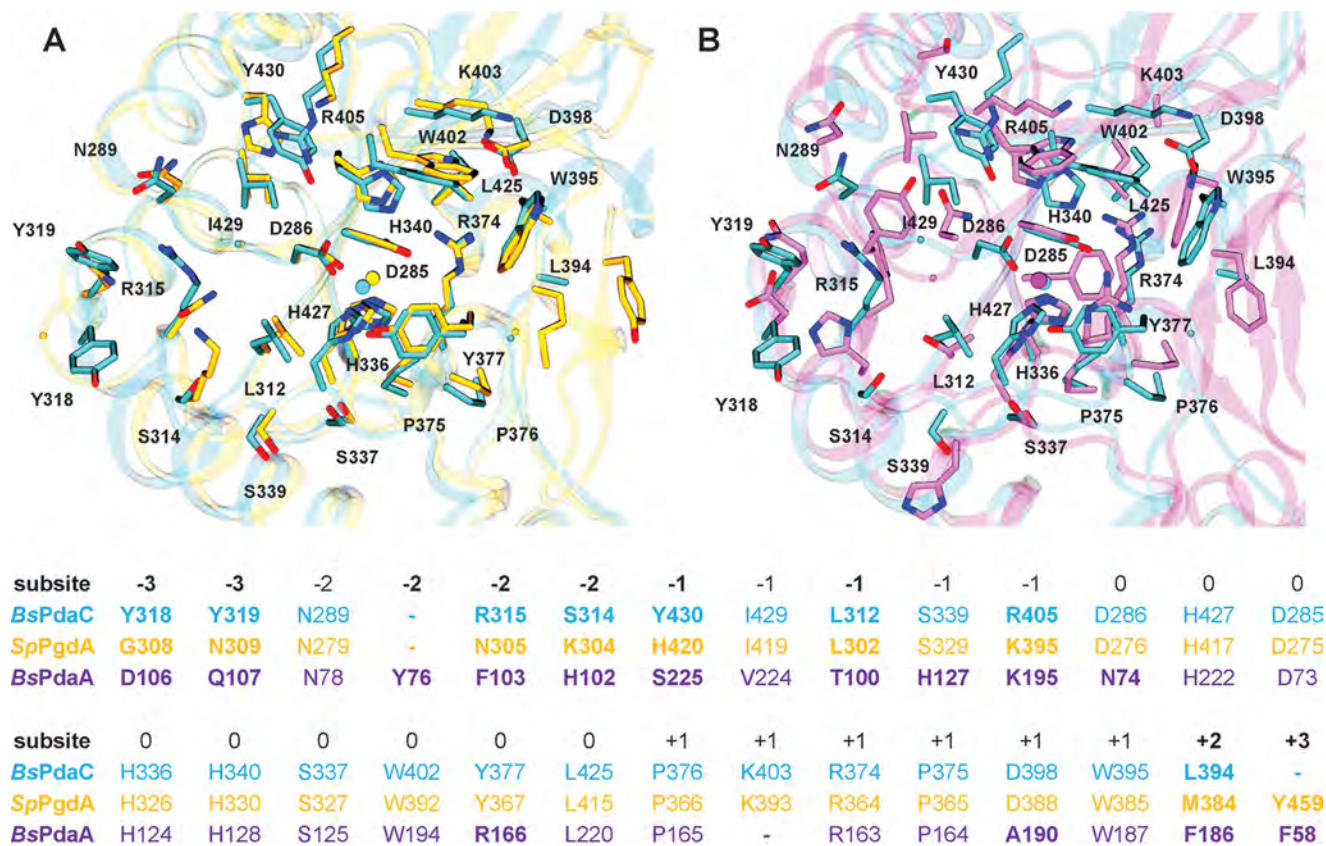 A B
Y430 K403 Y430 K403
R405 D398 R405 D398
N289 W402 N289 W402
L425 W395 L425 W395
Y319 I429 D286 H340 R374 Y319 I429 D286 H340
R315 D285 L394 R315 D285 R374 L394
H427 H427
H336 Y377 H336 Y377
Y318 L312 Y318 L312
S314 P375 P376 S314 P375 P376
S337 S339 S337
S339
subsite -3 -3 -2 -2 -2 -2 -1 -1 -1 -1 -1 0 0 0
BsPdaC Y318 Y319 N289 - R315 S314 Y430 I429 L312 S339 R405 D286 H427 D285
SpPgdA G308 N309 N279 - N305 K304 H420 I419 L302 S329 K395 D276 H417 D275
BsPdaA D106 Q107 N78 Y76 F103 H102 S225 V224 T100 H127 K195 N74 H222 D73
subsite 0 0 0 0 0 0 +1 +1 +1 +1 +1 +1 +2 +3
BsPdaC H336 H340 S337 W402 Y377 L425 P376 K403 R374 P375 D398 W395 L394 -
SpPgdA H326 H330 S327 W392 Y367 L415 P366 K393 R364 P365 D388 W385 M384 Y459
BsPdaA H124 H128 S125 W194 R166 L220 P165 - R163 P164 A190 W187 F186 F58